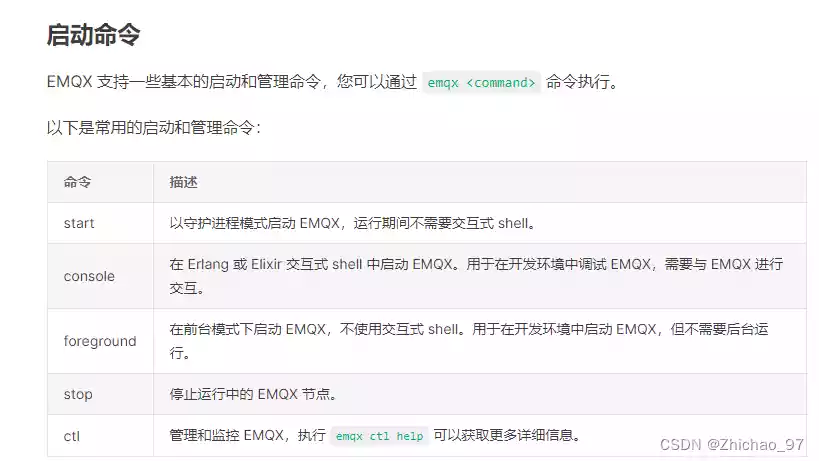 启动命令
EMQX 支持一些基本的启动和管理命令，您可以通过 emqx <command> 命令执行。
以下是常用的启动和管理命令：
命令 描述
start 以守护进程模式启动 EMQX，运行期间不需要交互式 shell。
console 在 Erlang 或 Elixir 交互式 shell 中启动 EMQX。用于在开发环境中调试 EMQX，需要与 EMQX 进行
交互。
foreground 在前台模式下启动 EMQX，不使用交互式 shell。用于在开发环境中启动 EMQX，但不需要后台运
行。
stop 停止运行中的 EMQX 节点。
ctl 管理和监控 EMQX，执行 emqx ctl help 可以获取更多详细信息。
CSDN @Zhichao_97